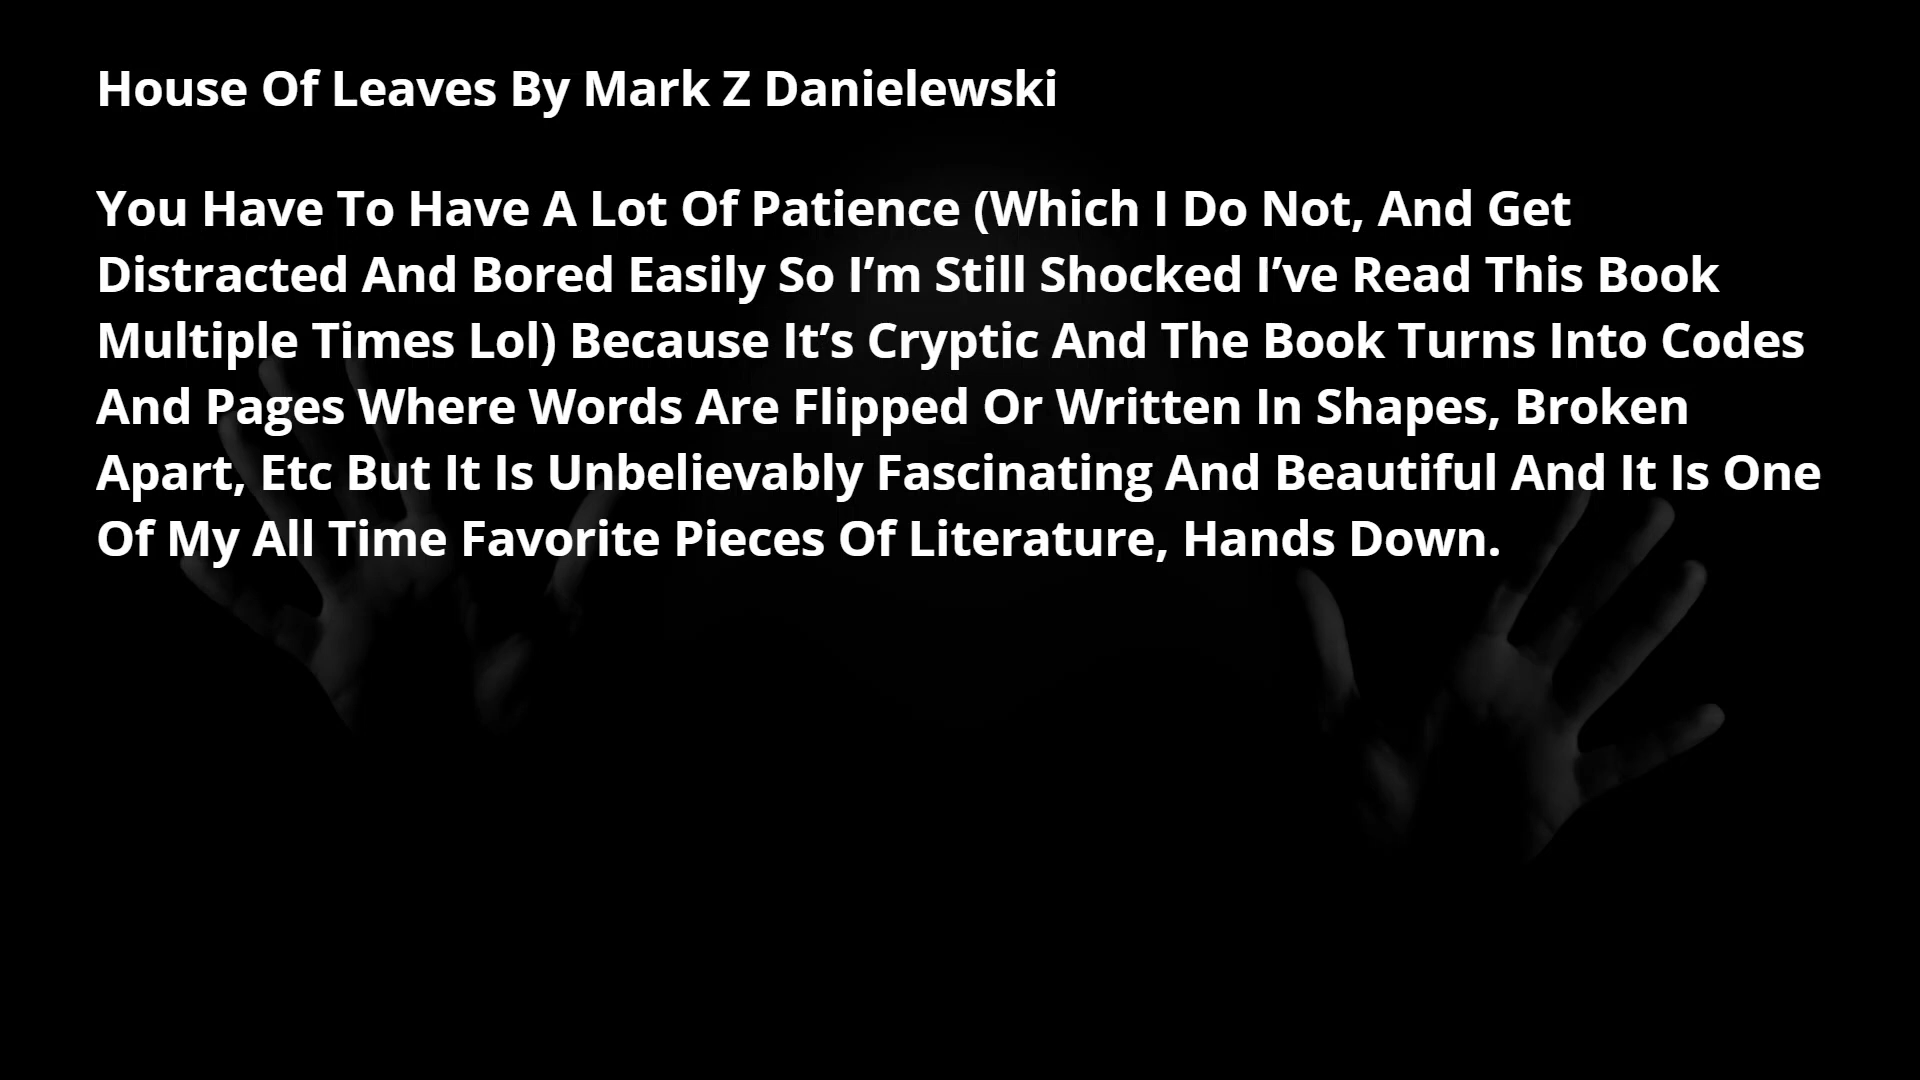 House Of Leaves By Mark Z Danielewski
You Have To Have A Lot Of Patience (Which I Do Not, And Get
Distracted And Bored Easily So I’m Still Shocked I’ve Read This Book
Multiple Times Lol) Because It’s Cryptic And The Book Turns Into Codes
And Pages Where Words Are Flipped Or Written In Shapes, Broken
Apart, Etc But It Is Unbelievably Fascinating And Beautiful And It Is One
Of My All Time Favorite Pieces Of Literature, Hands Down.